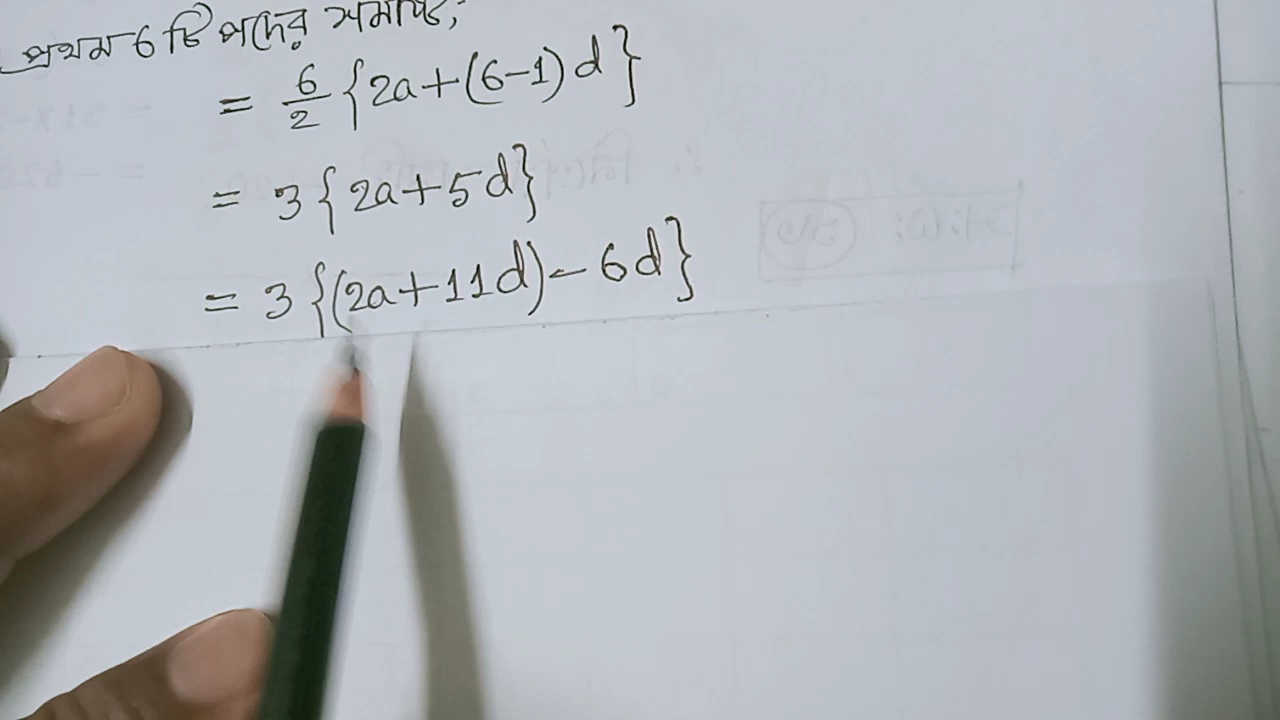 প্রথম 6 টি পদের সমষ্টি,
= 6/2 {2a+(6-1)d}
= 3{2a+5d}
= 3{(2a+11d)-6d}